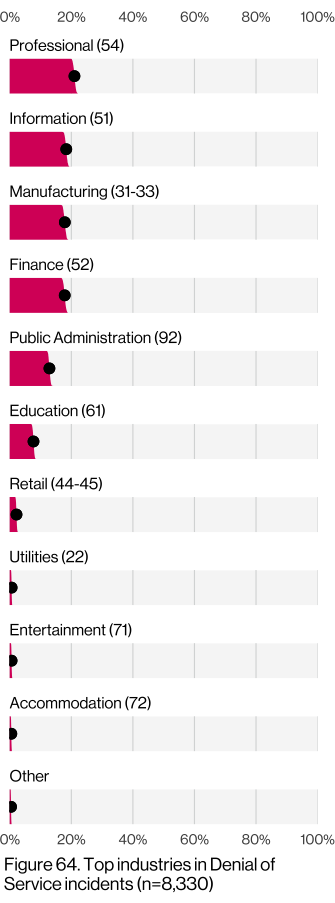 0% 20% 40% 60% 80% 100%
Professional (54)
Information (51)
Manufacturing (31-33)
Finance (52)
Public Administration (92)
Education (61)
Retail (44-45)
Utilities (22)
Entertainment (71)
Accommodation (72)
Other
0% 20% 40% 60% 80% 100%
Figure 64. Top industries in Denial of
Service incidents (n=8,330)